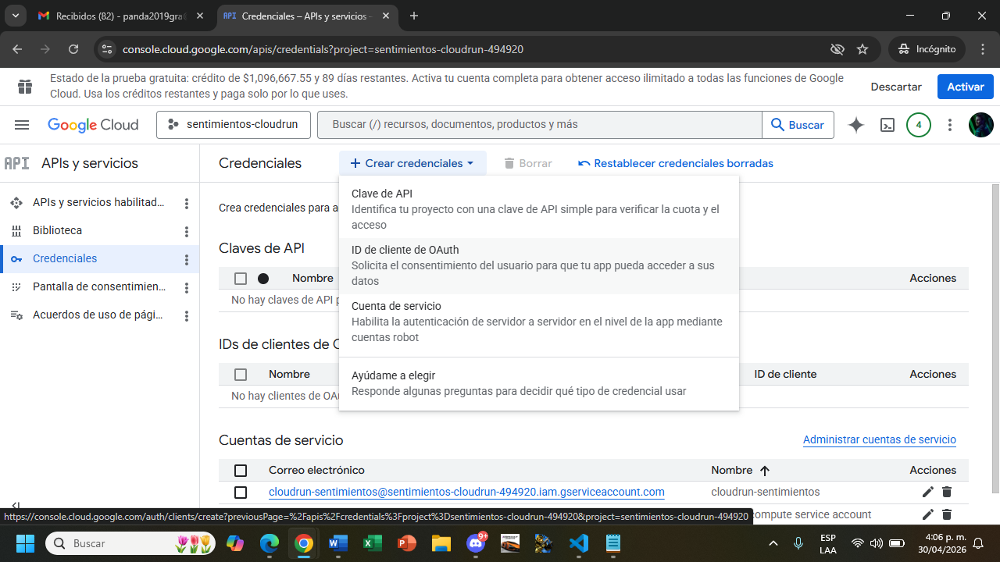 Recibidos (82) - panda2019gra
Credenciales – APIs y servicios –
console.cloud.google.com/apis/credentials?project=sentimientos-cloudrun-494920
Incógnito
Estado de la prueba gratuita: crédito de $1,096,667.55 y 89 días restantes. Activa tu cuenta completa para obtener acceso ilimitado a todas las funciones de Google
Cloud. Usa los créditos restantes y paga solo por lo que uses.
Descartar
Activar
Google Cloud
sentimientos-cloudrun
Buscar (/) recursos, documentos, productos y más
Buscar
4
API APIs y servicios
Credenciales
Crear credenciales
Borrar
Restablecer credenciales borradas
APIs y servicios habilitad...
Biblioteca
Credenciales
Pantalla de consentimien...
Acuerdos de uso de pági...
Crea credenciales para a
Clave de API
Identifica tu proyecto con una clave de API simple para verificar la cuota y el
acceso
ID de cliente de OAuth
Solicita el consentimiento del usuario para que tu app pueda acceder a sus
datos
Cuenta de servicio
Habilita la autenticación de servidor a servidor en el nivel de la app mediante
cuentas robot
Ayúdame a elegir
Responde algunas preguntas para decidir qué tipo de credencial usar
Claves de API
Nombre
Acciones
No hay claves de API p
IDs de clientes de O
Nombre
ID de cliente
Acciones
No hay clientes de OAu
Cuentas de servicio
Administrar cuentas de servicio
Correo electrónico
Nombre
Acciones
cloudrun-sentimientos@sentimientos-cloudrun-494920.iam.gserviceaccount.com
cloudrun-sentimientos
compute service account
https://console.cloud.google.com/auth/clients/create?previousPage=%2Fapis%2Fcredentials%3Fproject%3Dsentimientos-cloudrun-494920&project=sentimientos-cloudrun-494920
Buscar
9+
ESP
LAA
4:06 p. m.
30/04/2026